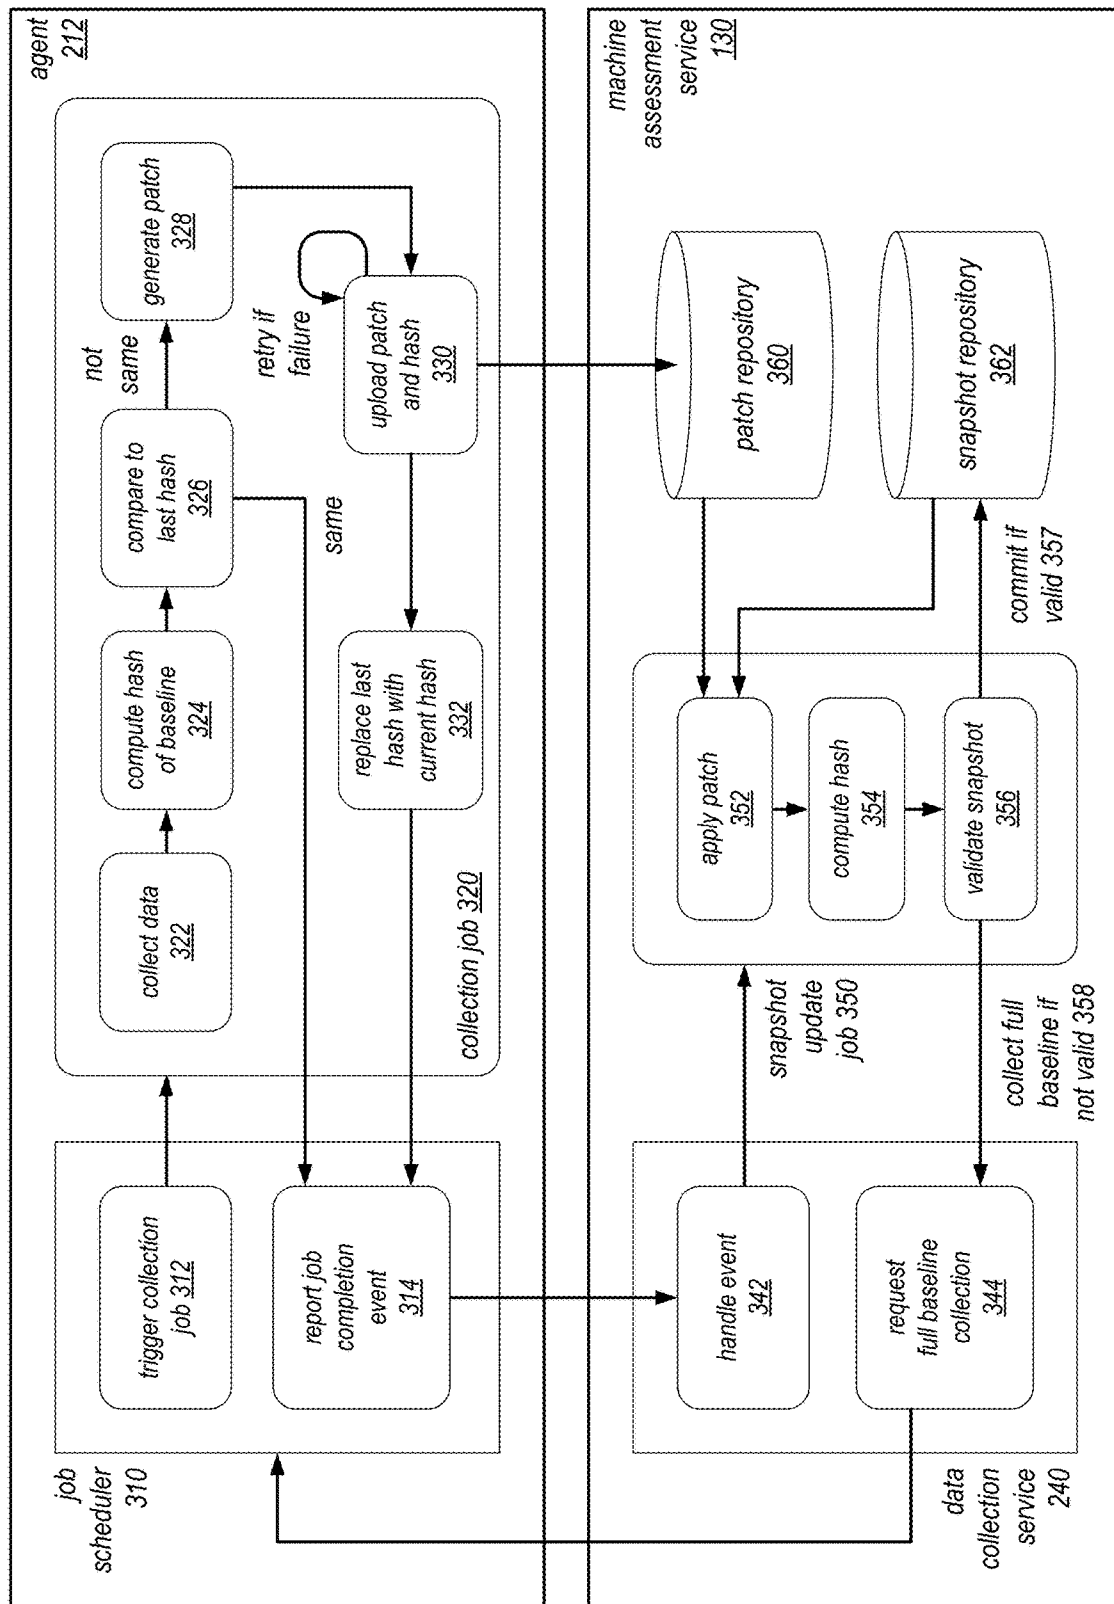 agent
212
job
scheduler
310
trigger collection
job 312
report job
completion
event
314
collection job 320
collect data
322
compute hash
of baseline
324
compare to
last hash
326
not
same
generate patch
328
retry if
failure
upload patch
and hash
330
same
replace last
hash with
current hash
332
machine
assessment
service
130
data
collection
service
240
handle event
342
request
full baseline
collection
344
snapshot
update
job 350
apply patch
352
compute hash
354
validate snapshot
356
collect full
baseline if
not valid 358
commit if
valid 357
patch repository
360
snapshot repository
362